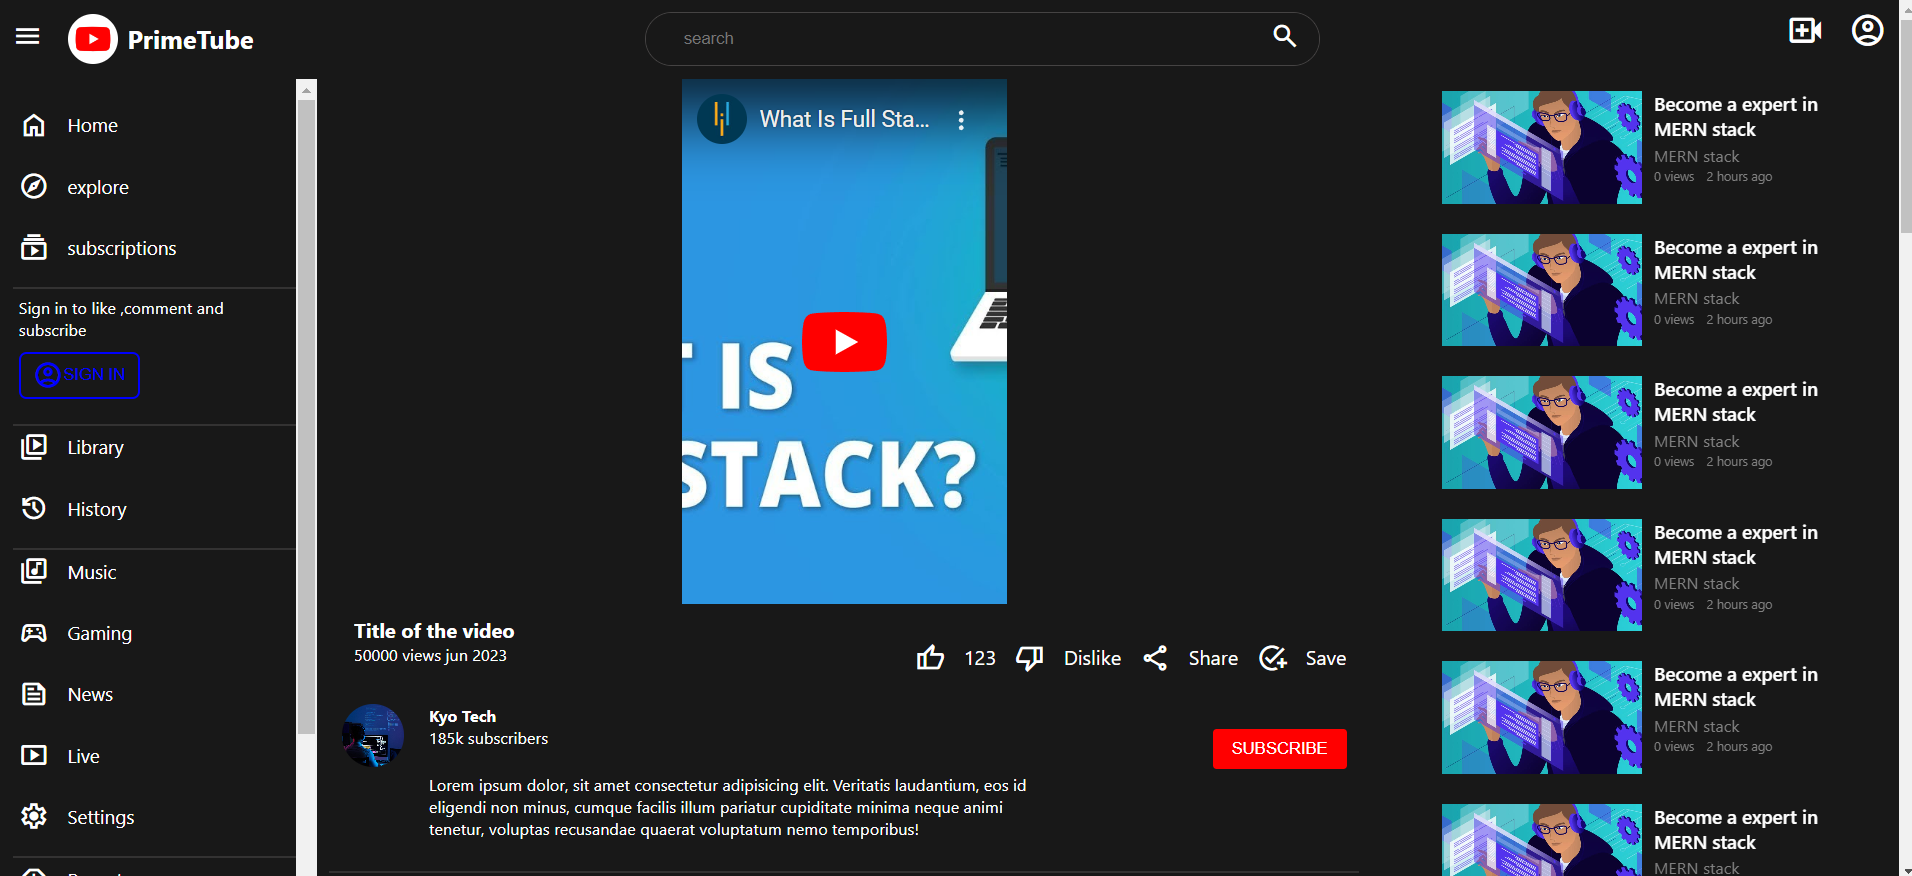 PrimeTube
search
Home
explore
subscriptions
Sign in to like ,comment and
subscribe
SIGN IN
Library
History
Music
Gaming
News
Live
Settings
What Is Full Sta...
IS
STACK?
Title of the video
50000 views jun 2023
123 Dislike Share Save
Kyo Tech
185k subscribers
SUBSCRIBE
Lorem ipsum dolor, sit amet consectetur adipisicing elit. Veritatis laudantium, eos id
eligendi non minus, cumque facilis illum pariatur cupiditate minima neque animi
tenetur, voluptas recusandae quaerat voluptatum nemo temporibus!
Become a expert in
MERN stack
MERN stack
0 views 2 hours ago
Become a expert in
MERN stack
MERN stack
0 views 2 hours ago
Become a expert in
MERN stack
MERN stack
0 views 2 hours ago
Become a expert in
MERN stack
MERN stack
0 views 2 hours ago
Become a expert in
MERN stack
MERN stack
0 views 2 hours ago
Become a expert in
MERN stack
MERN stack